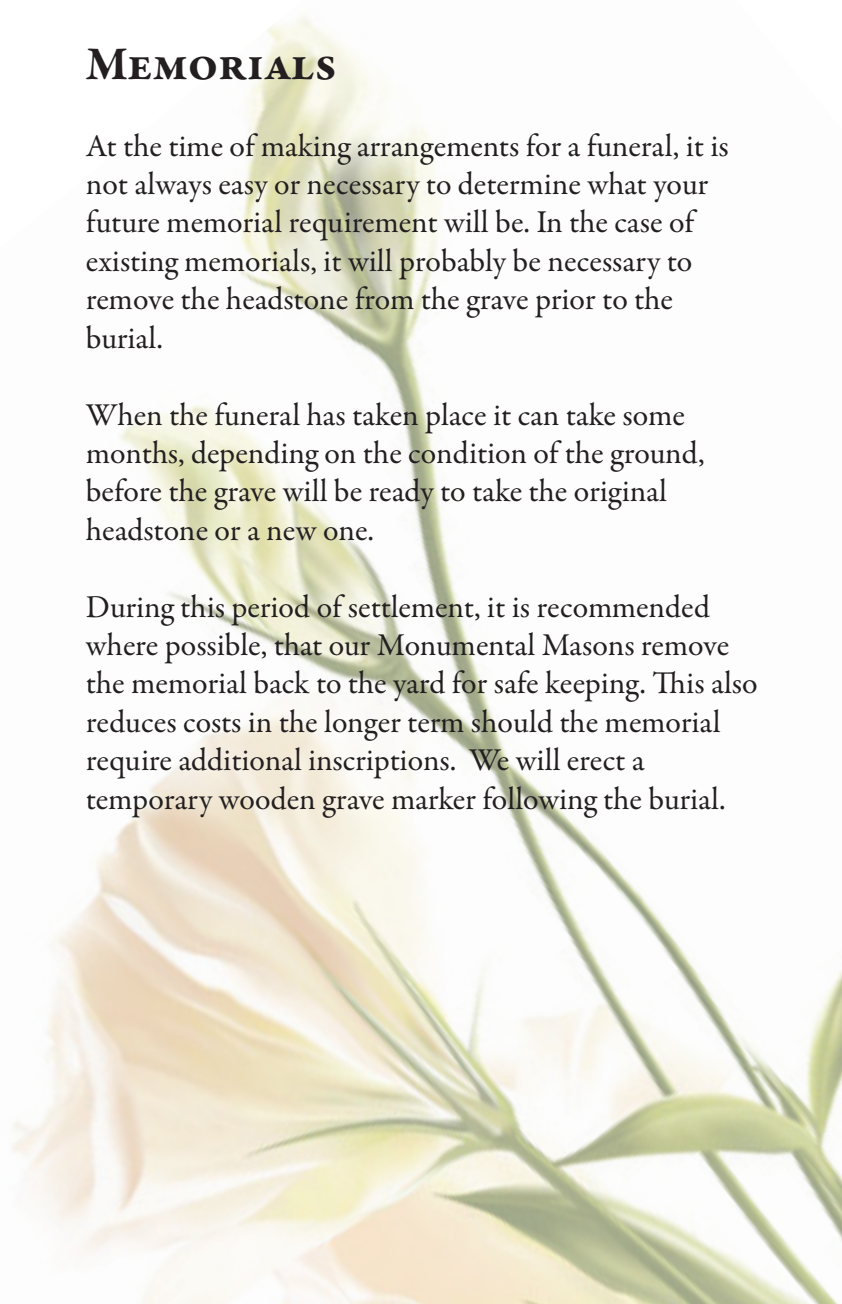 MEMORIALS
At the time of making arrangements for a funeral, it is
not always easy or necessary to determine what your
future memorial requirement will be. In the case of
existing memorials, it will probably be necessary to
remove the headstone from the grave prior to the
burial.
When the funeral has taken place it can take some
months, depending on the condition of the ground,
before the grave will be ready to take the original
headstone or a new one.
During this period of settlement, it is recommended
where possible, that our Monumental Masons remove
the memorial back to the yard for safe keeping. This also
reduces costs in the longer term should the memorial
require additional inscriptions.  We will erect a
temporary wooden grave marker following the burial.